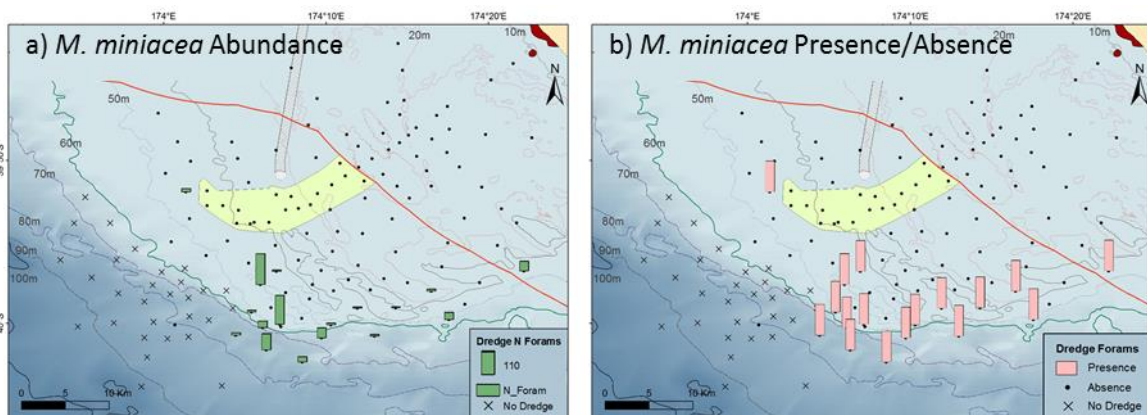 174°E 174°10'E 174°20'E
a) M. miniacea Abundance
20m
10m
N
50m
60m
70m
80m
90m
100m
40°S
Dredge N Forams
110
N_Foram
No Dredge
0 5 10 Km
174°E 174°10'E 174°20'E
b) M. miniacea Presence/Absence
20m
10m
N
50m
60m
70m
80m
90m
100m
40°S
Dredge Forams
Presence
Absence
No Dredge
0 5 10 Km